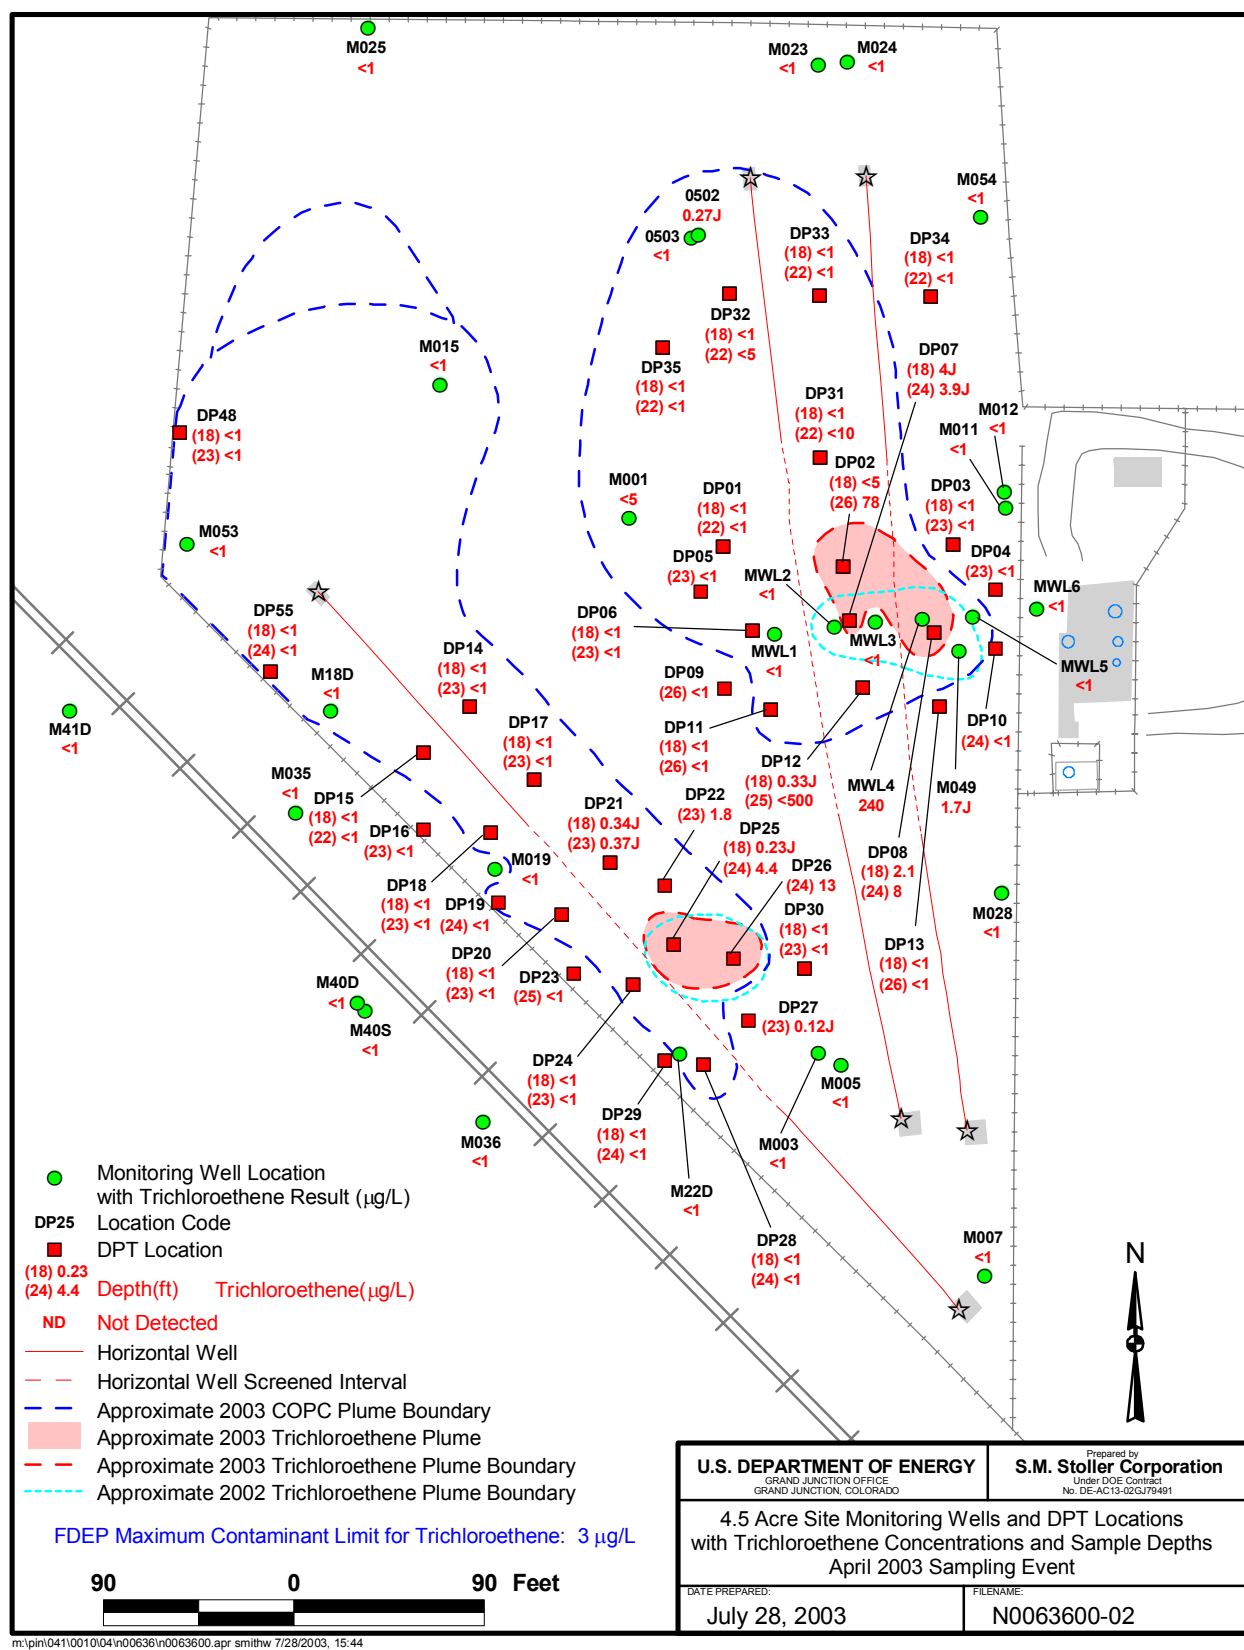 M025
<1
M023
<1
M024
<1
M054
<1
0502
0.27J
0503
<1
DP33
(18) <1
(22) <1
DP34
(18) <1
(22) <1
DP32
(18) <1
(22) <5
DP35
(18) <1
(22) <1
DP07
(18) 4J
(24) 3.9J
M015
<1
DP31
(18) <1
(22) <10
M012
<1
M011
<1
DP48
(18) <1
(23) <1
DP02
(18) <5
(26) 78
M001
<5
DP01
(18) <1
(22) <1
DP03
(18) <1
(23) <1
M053
<1
DP05
(23) <1
DP04
(23) <1
MWL2
<1
MWL6
<1
DP06
(18) <1
(23) <1
DP55
(18) <1
(24) <1
MWL1
<1
MWL3
<1
MWL5
<1
DP14
(18) <1
(23) <1
M18D
<1
DP09
(26) <1
M41D
<1
DP17
(18) <1
(23) <1
DP11
(18) <1
(26) <1
DP10
(24) <1
DP12
(18) 0.33J
(25) <500
MWL4
240
M049
1.7J
M035
<1
DP15
(18) <1
(22) <1
DP16
(23) <1
DP21
(18) 0.34J
(23) 0.37J
DP22
(23) 1.8
DP25
(18) 0.23J
(24) 4.4
DP26
(24) 13
DP08
(18) 2.1
(24) 8
M019
<1
DP18
(18) <1
(23) <1
DP19
(24) <1
DP30
(18) <1
(23) <1
M028
<1
DP20
(18) <1
(23) <1
DP23
(25) <1
DP13
(18) <1
(26) <1
M40D
<1
M40S
<1
DP27
(23) 0.12J
DP24
(18) <1
(23) <1
M005
<1
DP29
(18) <1
(24) <1
M036
<1
M003
<1
M22D
<1
DP28
(18) <1
(24) <1
M007
<1
N
Monitoring Well Location
with Trichloroethene Result (µg/L)
DP25 Location Code
DPT Location
(18) 0.23
(24) 4.4 Depth(ft) Trichloroethene(µg/L)
ND Not Detected
Horizontal Well
Horizontal Well Screened Interval
Approximate 2003 COPC Plume Boundary
Approximate 2003 Trichloroethene Plume
Approximate 2003 Trichloroethene Plume Boundary
Approximate 2002 Trichloroethene Plume Boundary
FDEP Maximum Contaminant Limit for Trichloroethene: 3 µg/L
90 0 90 Feet
U.S. DEPARTMENT OF ENERGY
GRAND JUNCTION OFFICE
GRAND JUNCTION, COLORADO
Prepared by
S.M. Stoller Corporation
Under DOE Contract
No. DE-AC13-02GJ79491
4.5 Acre Site Monitoring Wells and DPT Locations
with Trichloroethene Concentrations and Sample Depths
April 2003 Sampling Event
DATE PREPARED:
July 28, 2003
FILENAME:
N0063600-02
m:\pin\041\0010\04\n00636\n0063600.apr smithw 7/28/2003, 15:44